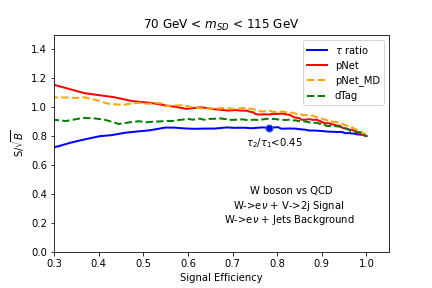 70 GeV < m_SD < 115 GeV
S/√B
1.4
1.2
1.0
0.8
0.6
0.4
0.2
0.0
τ ratio
pNet
pNet_MD
dTag
τ₂/τ₁<0.45
W boson vs QCD
W->eν + V->2j Signal
W->eν + Jets Background
0.3 0.4 0.5 0.6 0.7 0.8 0.9 1.0
Signal Efficiency